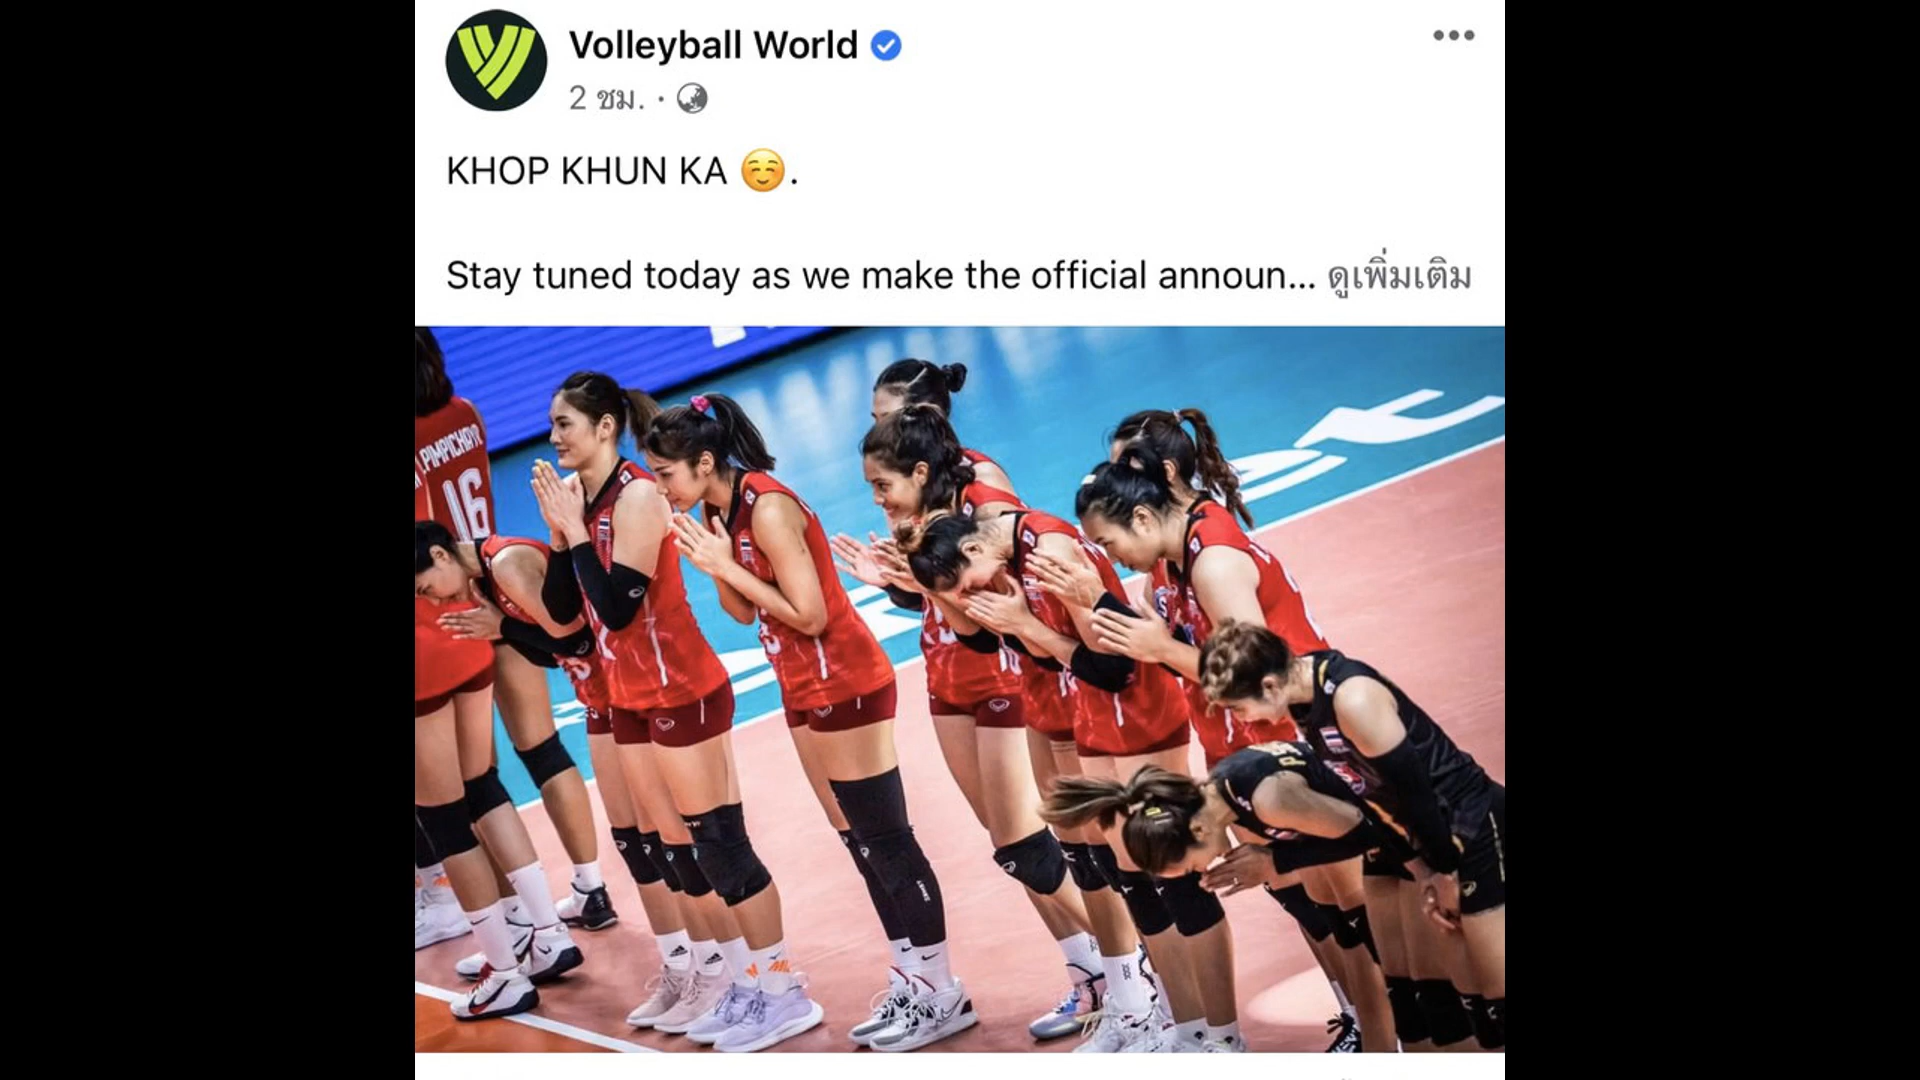 Volleyball World
2 ชม. ·
KHOP KHUN KA ☺️.
Stay tuned today as we make the official announ... ดูเพิ่มเติม
PIMPICHAYA
16